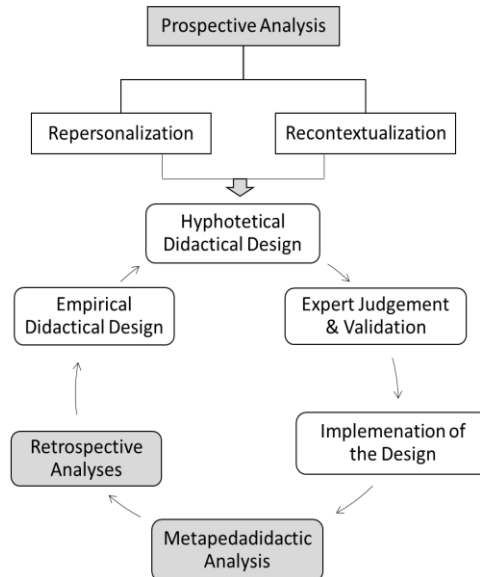 Prospective Analysis
Repersonalization
Recontextualization
Hyphotetical
Didactical Design
Empirical
Didactical Design
Expert Judgement
& Validation
Retrospective
Analyses
Implemenation of
the Design
Metapedadidactic
Analysis